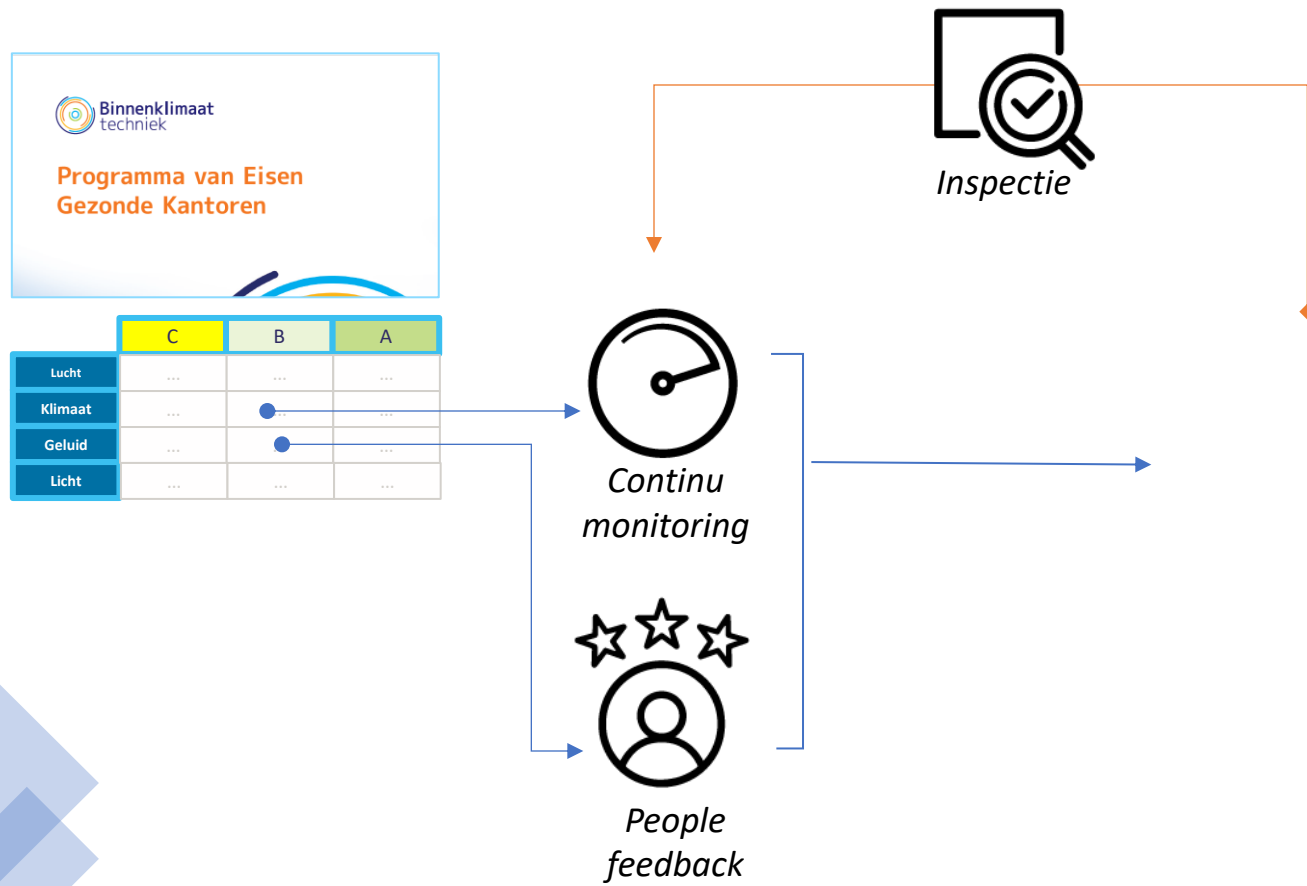 Binnenklimaat
techniek
Programma van Eisen
Gezonde Kantoren
Inspectie
C B A
Lucht ... ... ...
Klimaat ... ... ...
Geluid ... ... ...
Licht ... ... ...
Continu
monitoring
People
feedback